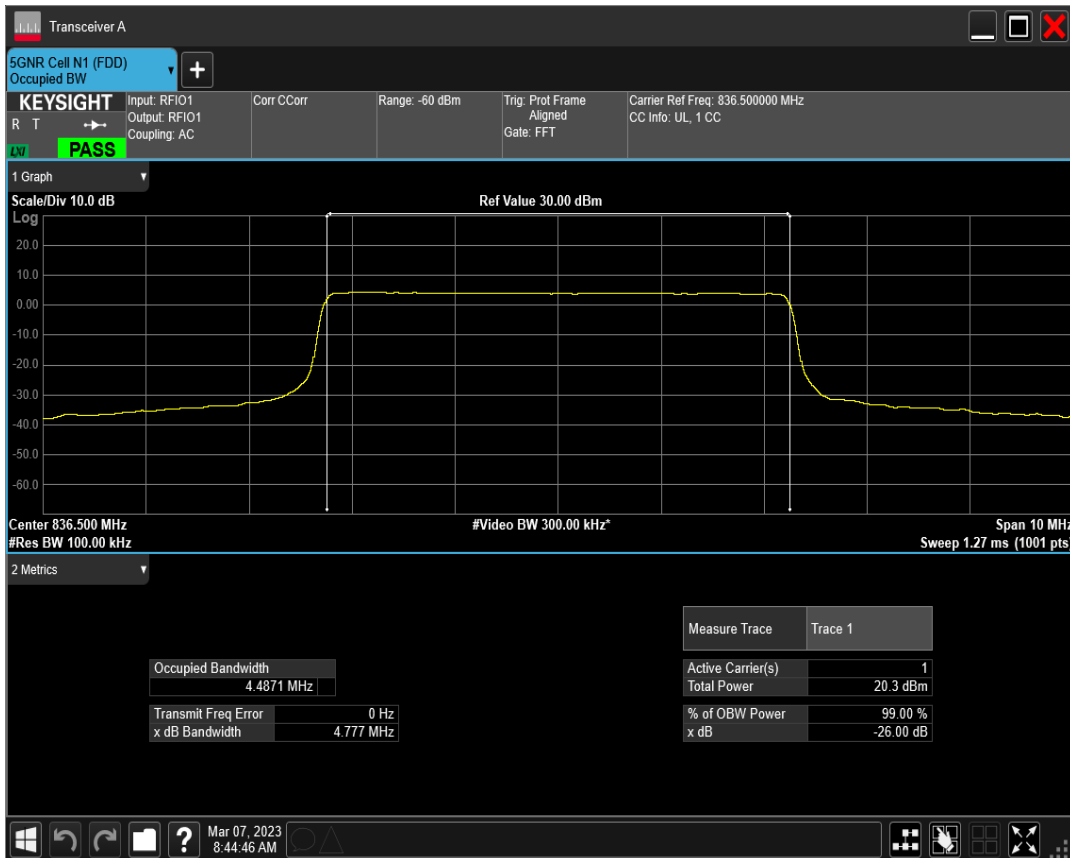 Transceiver A
5GNR Cell N1 (FDD)
Occupied BW
+
KEYSIGHT
R T
LXI
PASS
Input: RFIO1
Output: RFIO1
Coupling: AC
Corr CCorr
Range: -60 dBm
Trig: Prot Frame
Aligned
Gate: FFT
Carrier Ref Freq: 836.500000 MHz
CC Info: UL, 1 CC
1 Graph
Scale/Div 10.0 dB
Ref Value 30.00 dBm
Log
20.0
10.0
0.00
-10.0
-20.0
-30.0
-40.0
-50.0
-60.0
Center 836.500 MHz
#Video BW 300.00 kHz*
Span 10 MHz
#Res BW 100.00 kHz
Sweep 1.27 ms (1001 pts)
2 Metrics
Measure Trace Trace 1
Occupied Bandwidth
4.4871 MHz
Active Carrier(s) 1
Total Power 20.3 dBm
Transmit Freq Error 0 Hz
x dB Bandwidth 4.777 MHz
% of OBW Power 99.00 %
x dB -26.00 dB
?
Mar 07, 2023
8:44:46 AM